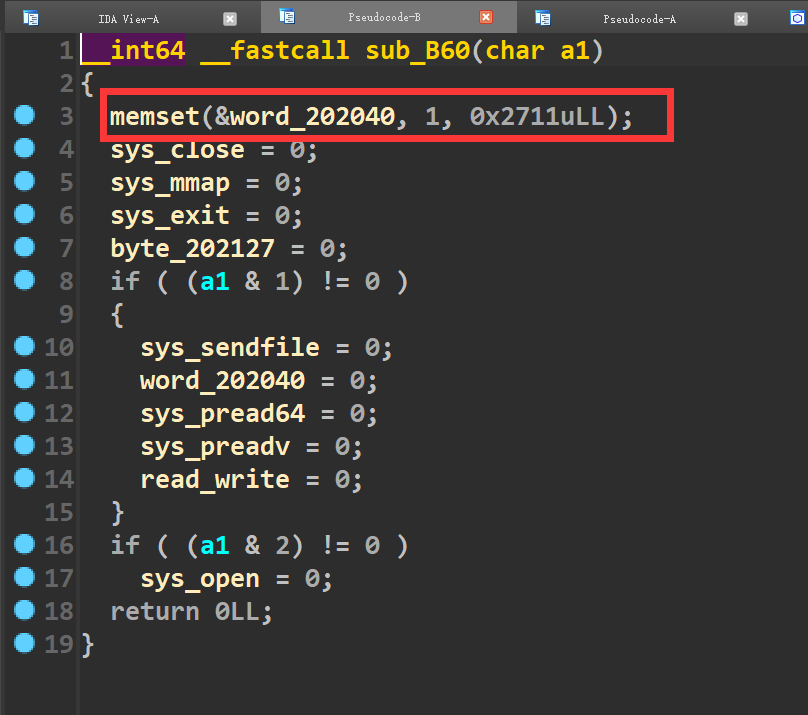 IDA View-A
Pseudocode-B
Pseudocode-A
1 __int64 __fastcall sub_B60(char a1)
2 {
3   memset(&word_202040, 1, 0x2711uLL);
4   sys_close = 0;
5   sys_mmap = 0;
6   sys_exit = 0;
7   byte_202127 = 0;
8   if ( (a1 & 1) != 0 )
9   {
10     sys_sendfile = 0;
11     word_202040 = 0;
12     sys_pread64 = 0;
13     sys_preadv = 0;
14     read_write = 0;
15   }
16   if ( (a1 & 2) != 0 )
17     sys_open = 0;
18   return 0LL;
19 }